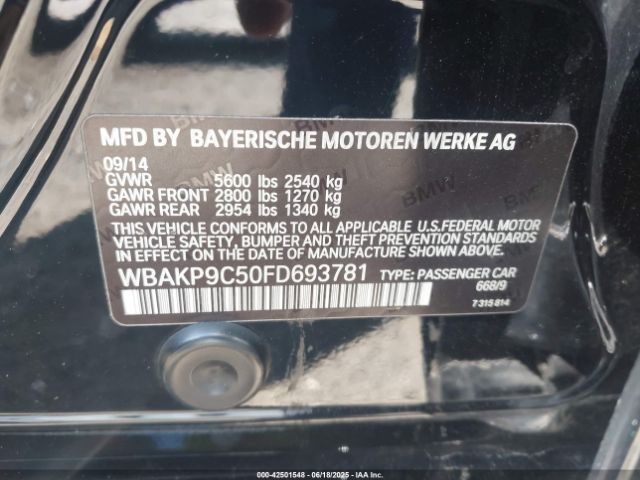 MFD BY BAYERISCHE MOTOREN WERKE AG
09/14
GVWR 5600 lbs 2540 kg
GAWR FRONT 2800 lbs 1270 kg
GAWR REAR 2954 lbs 1340 kg
THIS VEHICLE CONFORMS TO ALL APPLICABLE U.S. FEDERAL MOTOR
VEHICLE SAFETY, BUMPER AND THEFT PREVENTION STANDARDS
IN EFFECT ON THE DATE OF MANUFACTURE SHOWN ABOVE.
WBAKP9C50FD693781 TYPE: PASSENGER CAR
668/9
7 315 814
000-42501548 - 06/18/2025 - IAA, Inc.